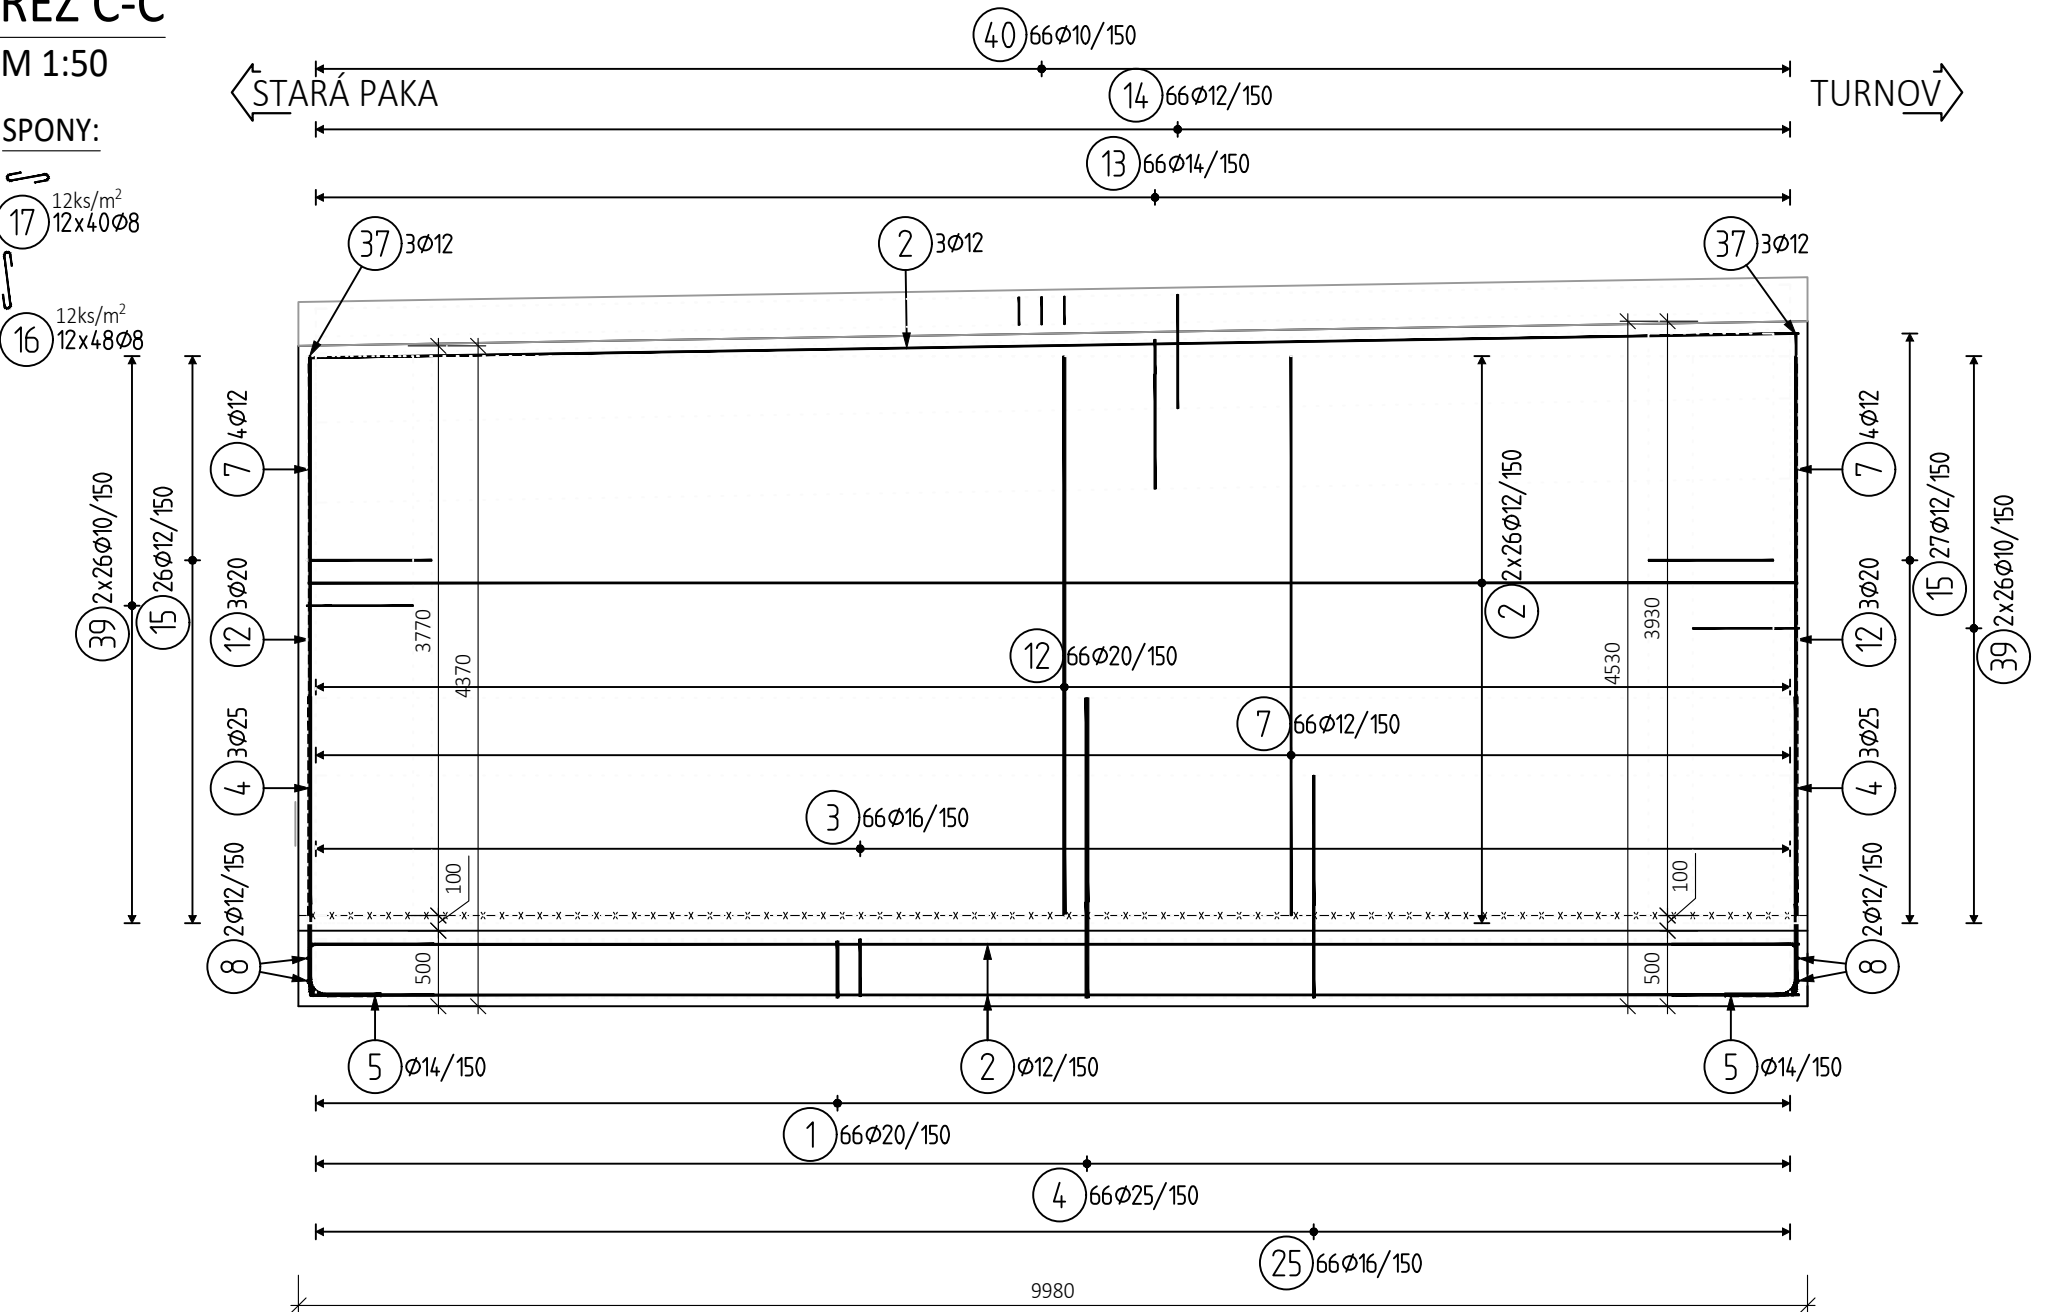 ŘEZ C-C
M 1:50
SPONY:
17
12ks/m²
12x40Ø8
16
12ks/m²
12x48Ø8
STARÁ PAKA
TURNOV
40 66Ø10/150
14 66Ø12/150
13 66Ø14/150
37 3Ø12
2 3Ø12
37 3Ø12
39 2x26Ø10/150
15 26Ø12/150
7 4Ø12
12 3Ø20
4 3Ø25
8 2Ø12/150
3770
4370
100
500
12 66Ø20/150
7 66Ø12/150
3 66Ø16/150
2 2x26Ø12/150
4530
3930
100
500
7 4Ø12
12 3Ø20
4 3Ø25
8 2Ø12/150
15 27Ø12/150
39 2x26Ø10/150
5 Ø14/150
2 Ø12/150
5 Ø14/150
1 66Ø20/150
4 66Ø25/150
25 66Ø16/150
9980